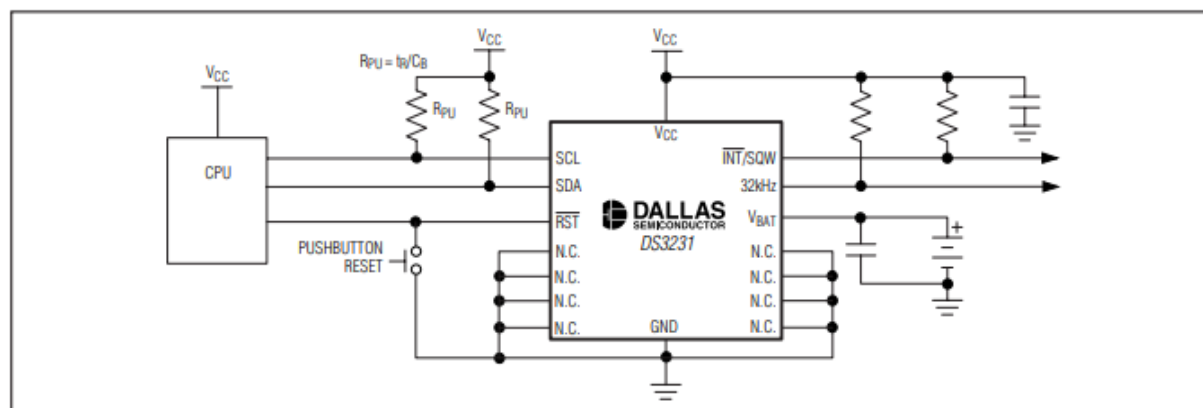 VCC
VCC
VCC
RPU = tR/CB
RPU
RPU
CPU
VCC
SCL
INT/SQW
SDA
32kHz
RST
VBAT
DALLAS
SEMICONDUCTOR
DS3231
+
PUSHBUTTON
RESET
N.C.
N.C.
N.C.
N.C.
N.C.
N.C.
N.C.
N.C.
GND